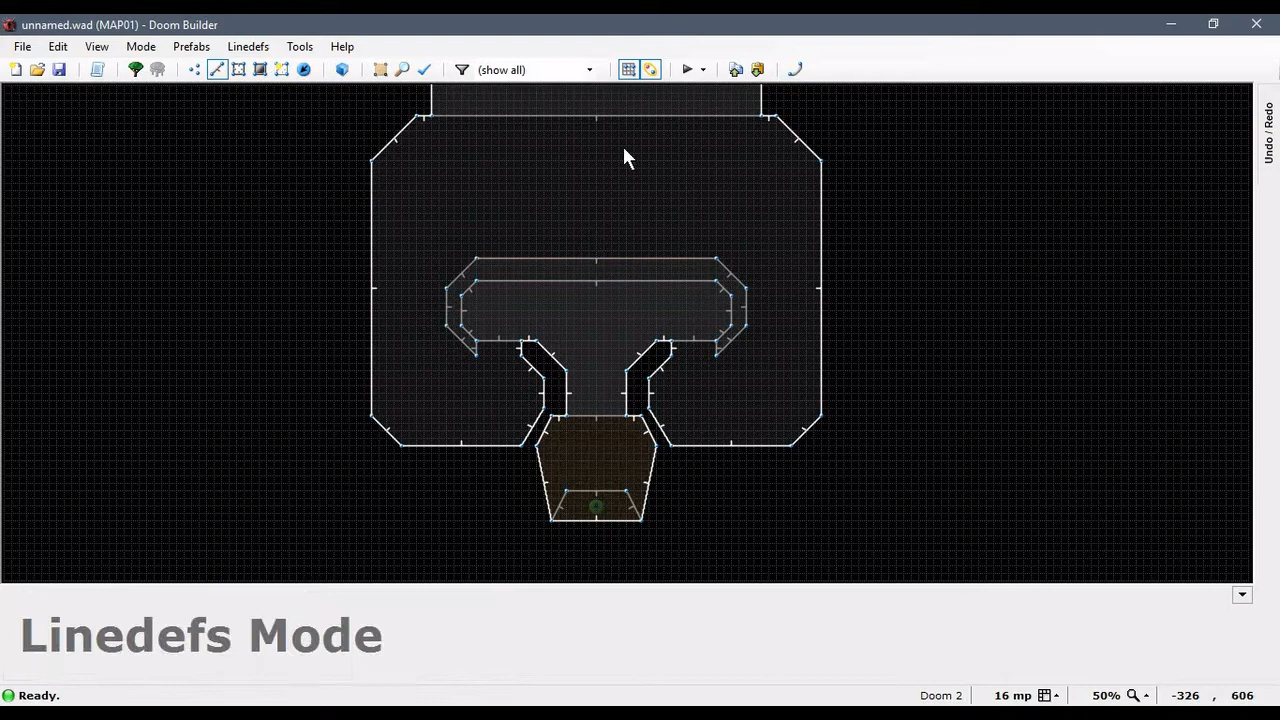 unnamed.wad (MAP01) - Doom Builder
File Edit View Mode Prefabs Linedefs Tools Help
(show all)
Undo / Redo
Linedefs Mode
Ready.
Doom 2 16 mp 50% -326 , 606